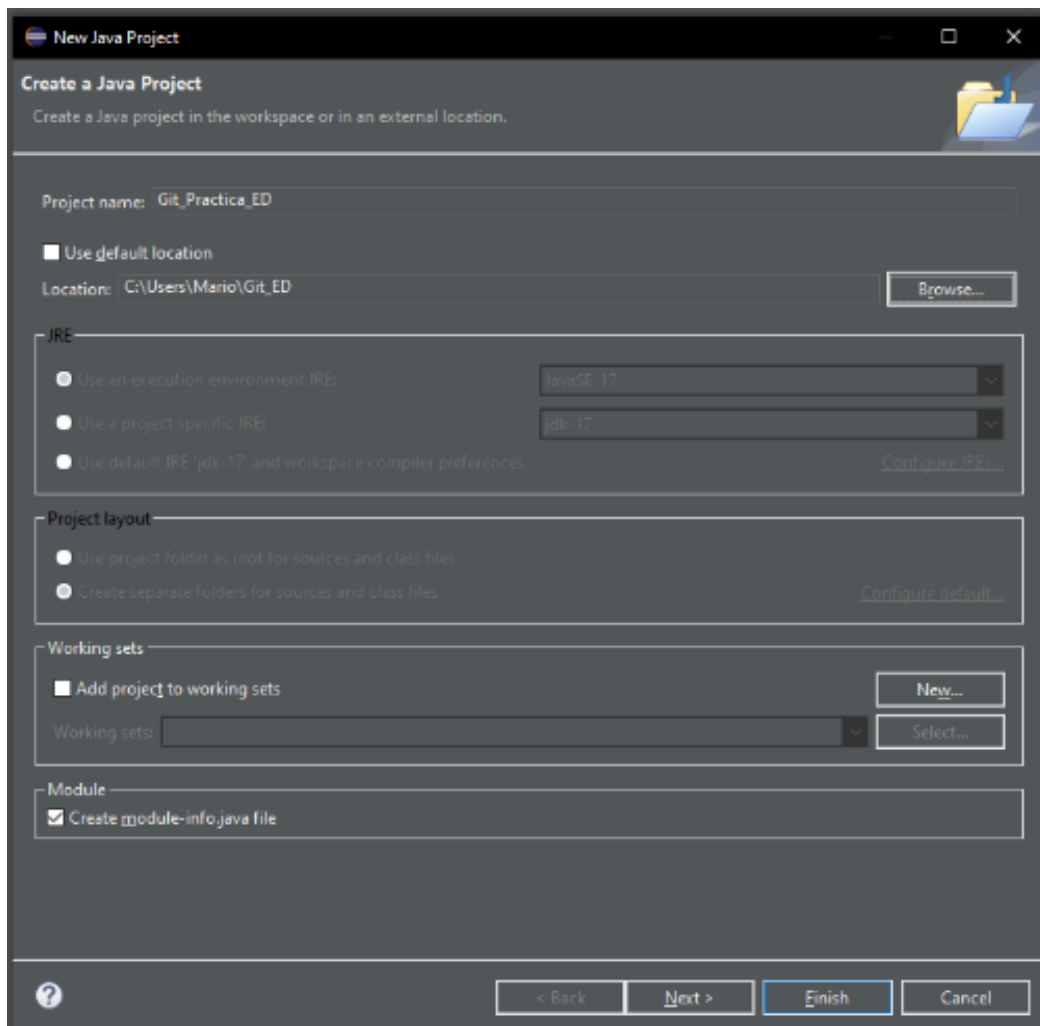 New Java Project
Create a Java Project
Create a Java project in the workspace or in an external location.
Project name: Git_Practica_ED
Use default location
Location: C:\Users\Mario\Git_ED Browse...
JRE
Use an execution environment JRE: JavaSE-17
Use a project specific JRE: jdk-17
Use default JRE 'jdk-17' and workspace compiler preferences Configure JREs...
Project layout
Use project folder as root for sources and class files
Create separate folders for sources and class files Configure default...
Working sets
Add project to working sets New...
Working sets: Select...
Module
Create module-info.java file
? < Back Next > Finish Cancel